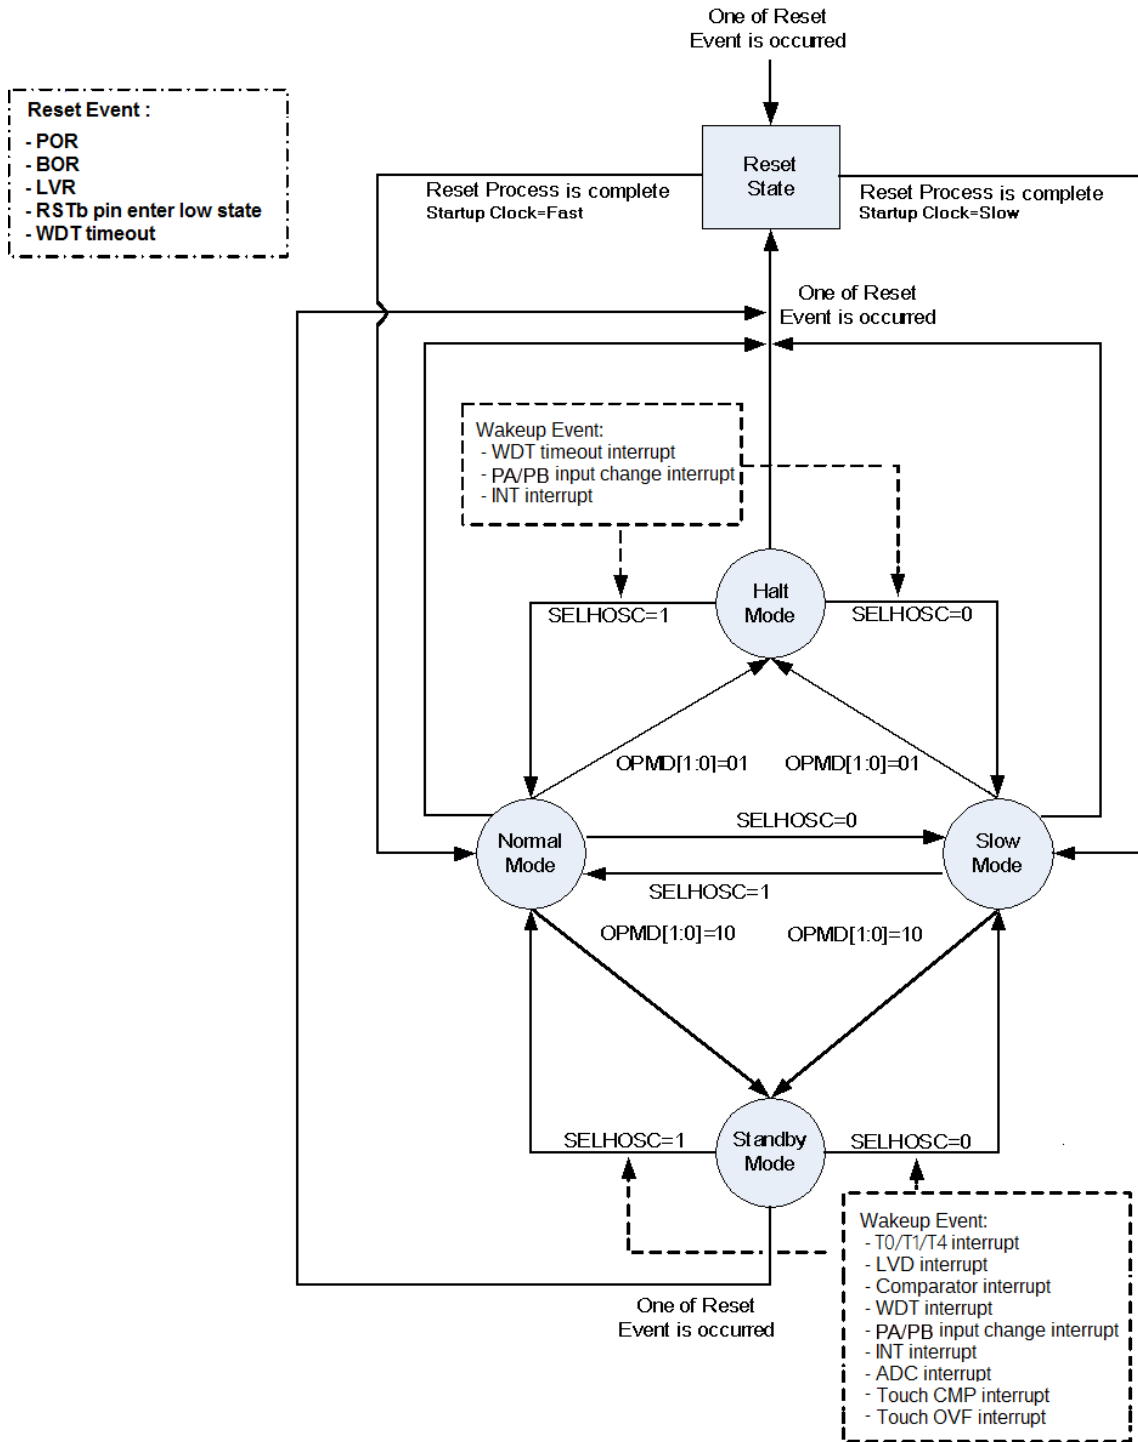 One of Reset
Event is occurred
Reset Event :
- POR
- BOR
- LVR
- RSTb pin enter low state
- WDT timeout
Reset
State
Reset Process is complete
Startup Clock=Fast
Reset Process is complete
Startup Clock=Slow
One of Reset
Event is occurred
Wakeup Event:
- WDT timeout interrupt
- PA/PB input change interrupt
- INT interrupt
Halt
Mode
SELHOSC=1
SELHOSC=0
OPMD[1:0]=01
OPMD[1:0]=01
SELHOSC=0
Normal
Mode
Slow
Mode
SELHOSC=1
OPMD[1:0]=10
OPMD[1:0]=10
SELHOSC=1
Standby
Mode
SELHOSC=0
Wakeup Event:
- T0/T1/T4 interrupt
- LVD interrupt
- Comparator interrupt
- WDT interrupt
- PA/PB input change interrupt
- INT interrupt
- ADC interrupt
- Touch CMP interrupt
- Touch OVF interrupt
One of Reset
Event is occurred